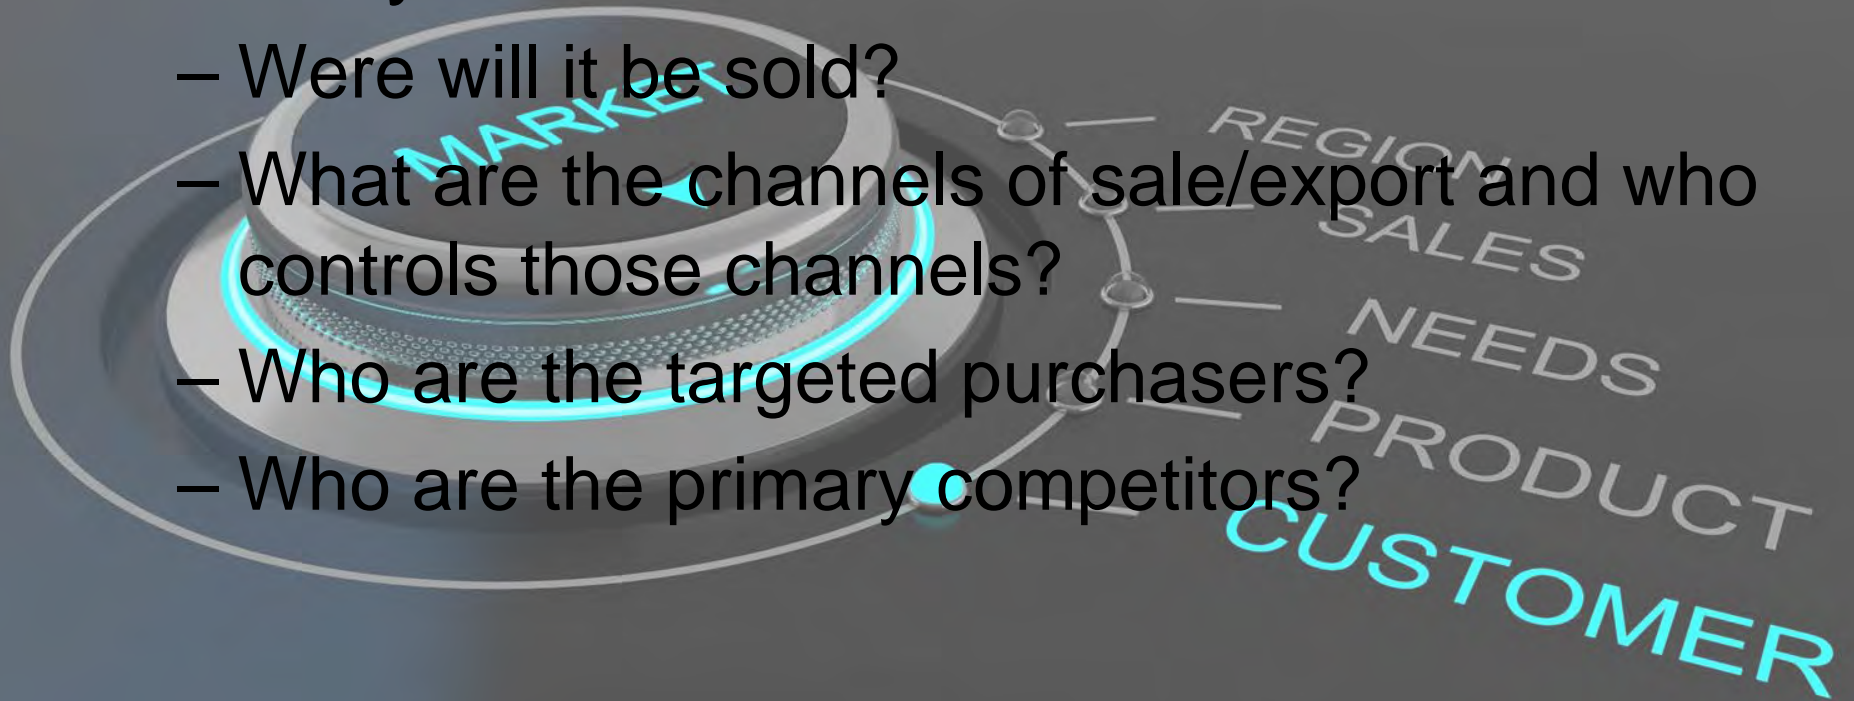 – Were will it be sold?
– What are the channels of sale/export and who
controls those channels?
– Who are the targeted purchasers?
– Who are the primary competitors?
MARKET
REGION
SALES
NEEDS
PRODUCT
CUSTOMER